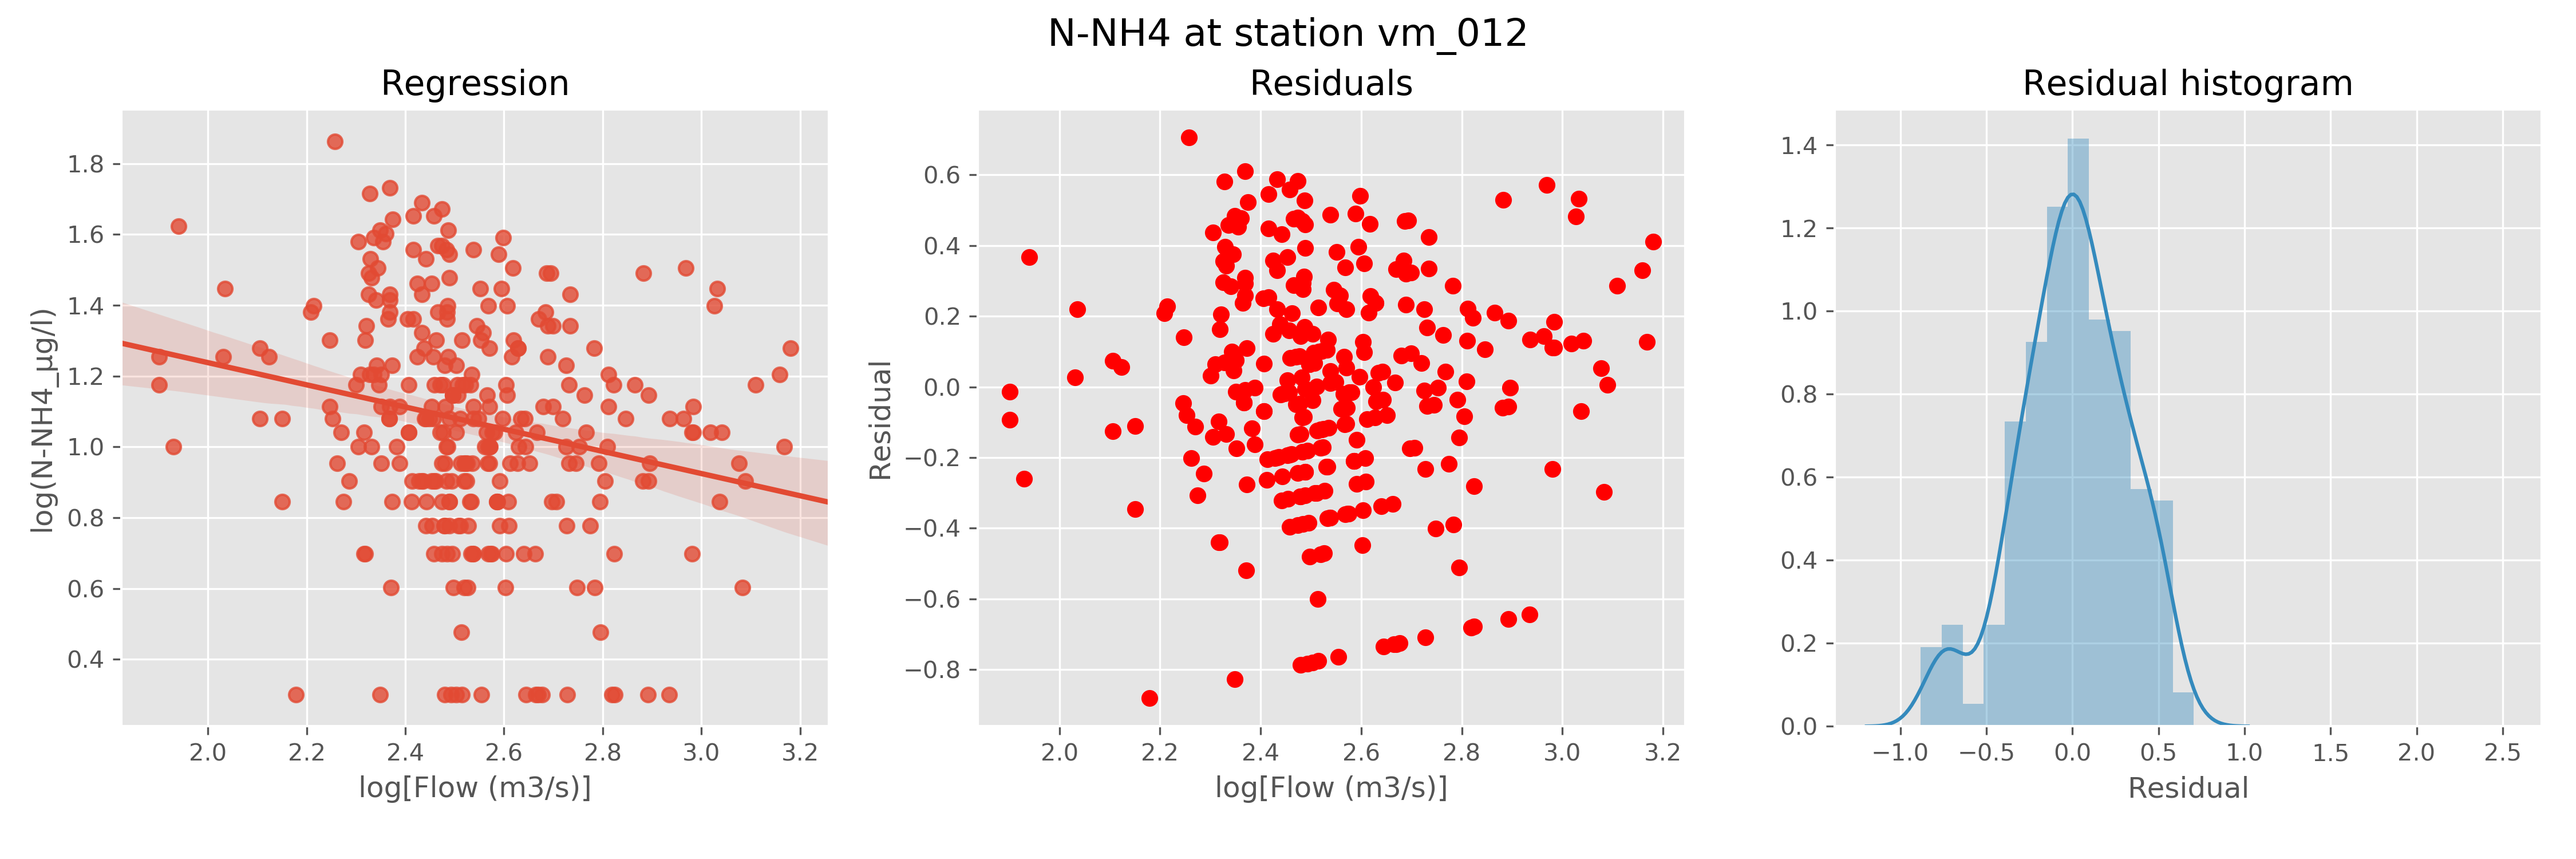 N-NH4 at station vm_012
Regression
log(N-NH4_µg/l)
1.8
1.6
1.4
1.2
1.0
0.8
0.6
0.4
2.0 2.2 2.4 2.6 2.8 3.0 3.2
log[Flow (m3/s)]
Residuals
Residual
0.6
0.4
0.2
0.0
−0.2
−0.4
−0.6
−0.8
2.0 2.2 2.4 2.6 2.8 3.0 3.2
log[Flow (m3/s)]
Residual histogram
1.4
1.2
1.0
0.8
0.6
0.4
0.2
0.0
−1.0 −0.5 0.0 0.5 1.0 1.5 2.0 2.5
Residual